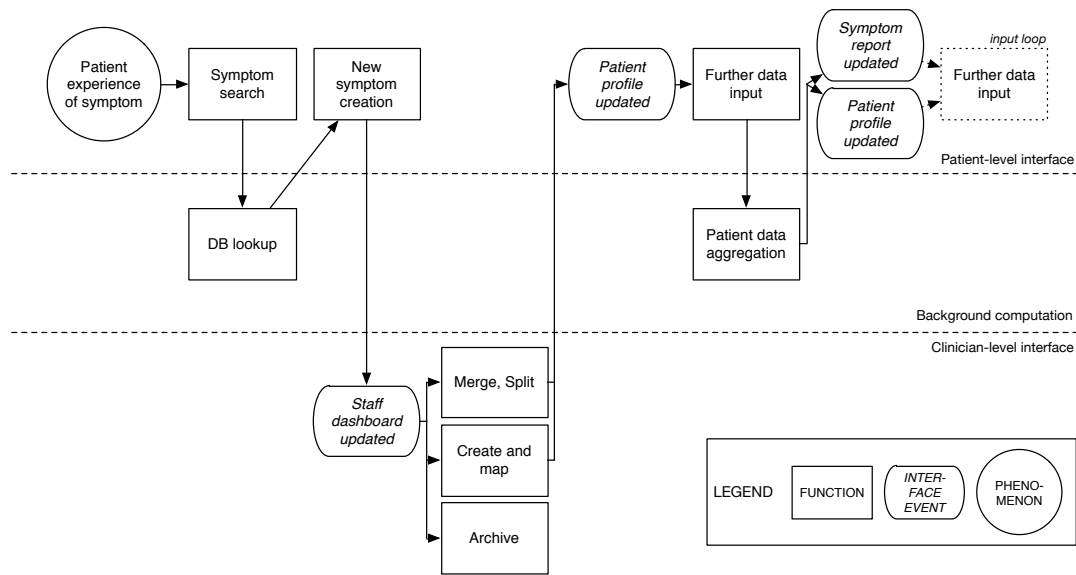 Patient
experience
of symptom
Symptom
search
New
symptom
creation
Patient
profile
updated
Further data
input
Symptom
report
updated
Patient
profile
updated
input loop
Further data
input
Patient-level interface
DB lookup
Patient data
aggregation
Background computation
Clinician-level interface
Staff
dashboard
updated
Merge, Split
Create and
map
Archive
LEGEND
FUNCTION
INTER-
FACE
EVENT
PHENO-
MENON